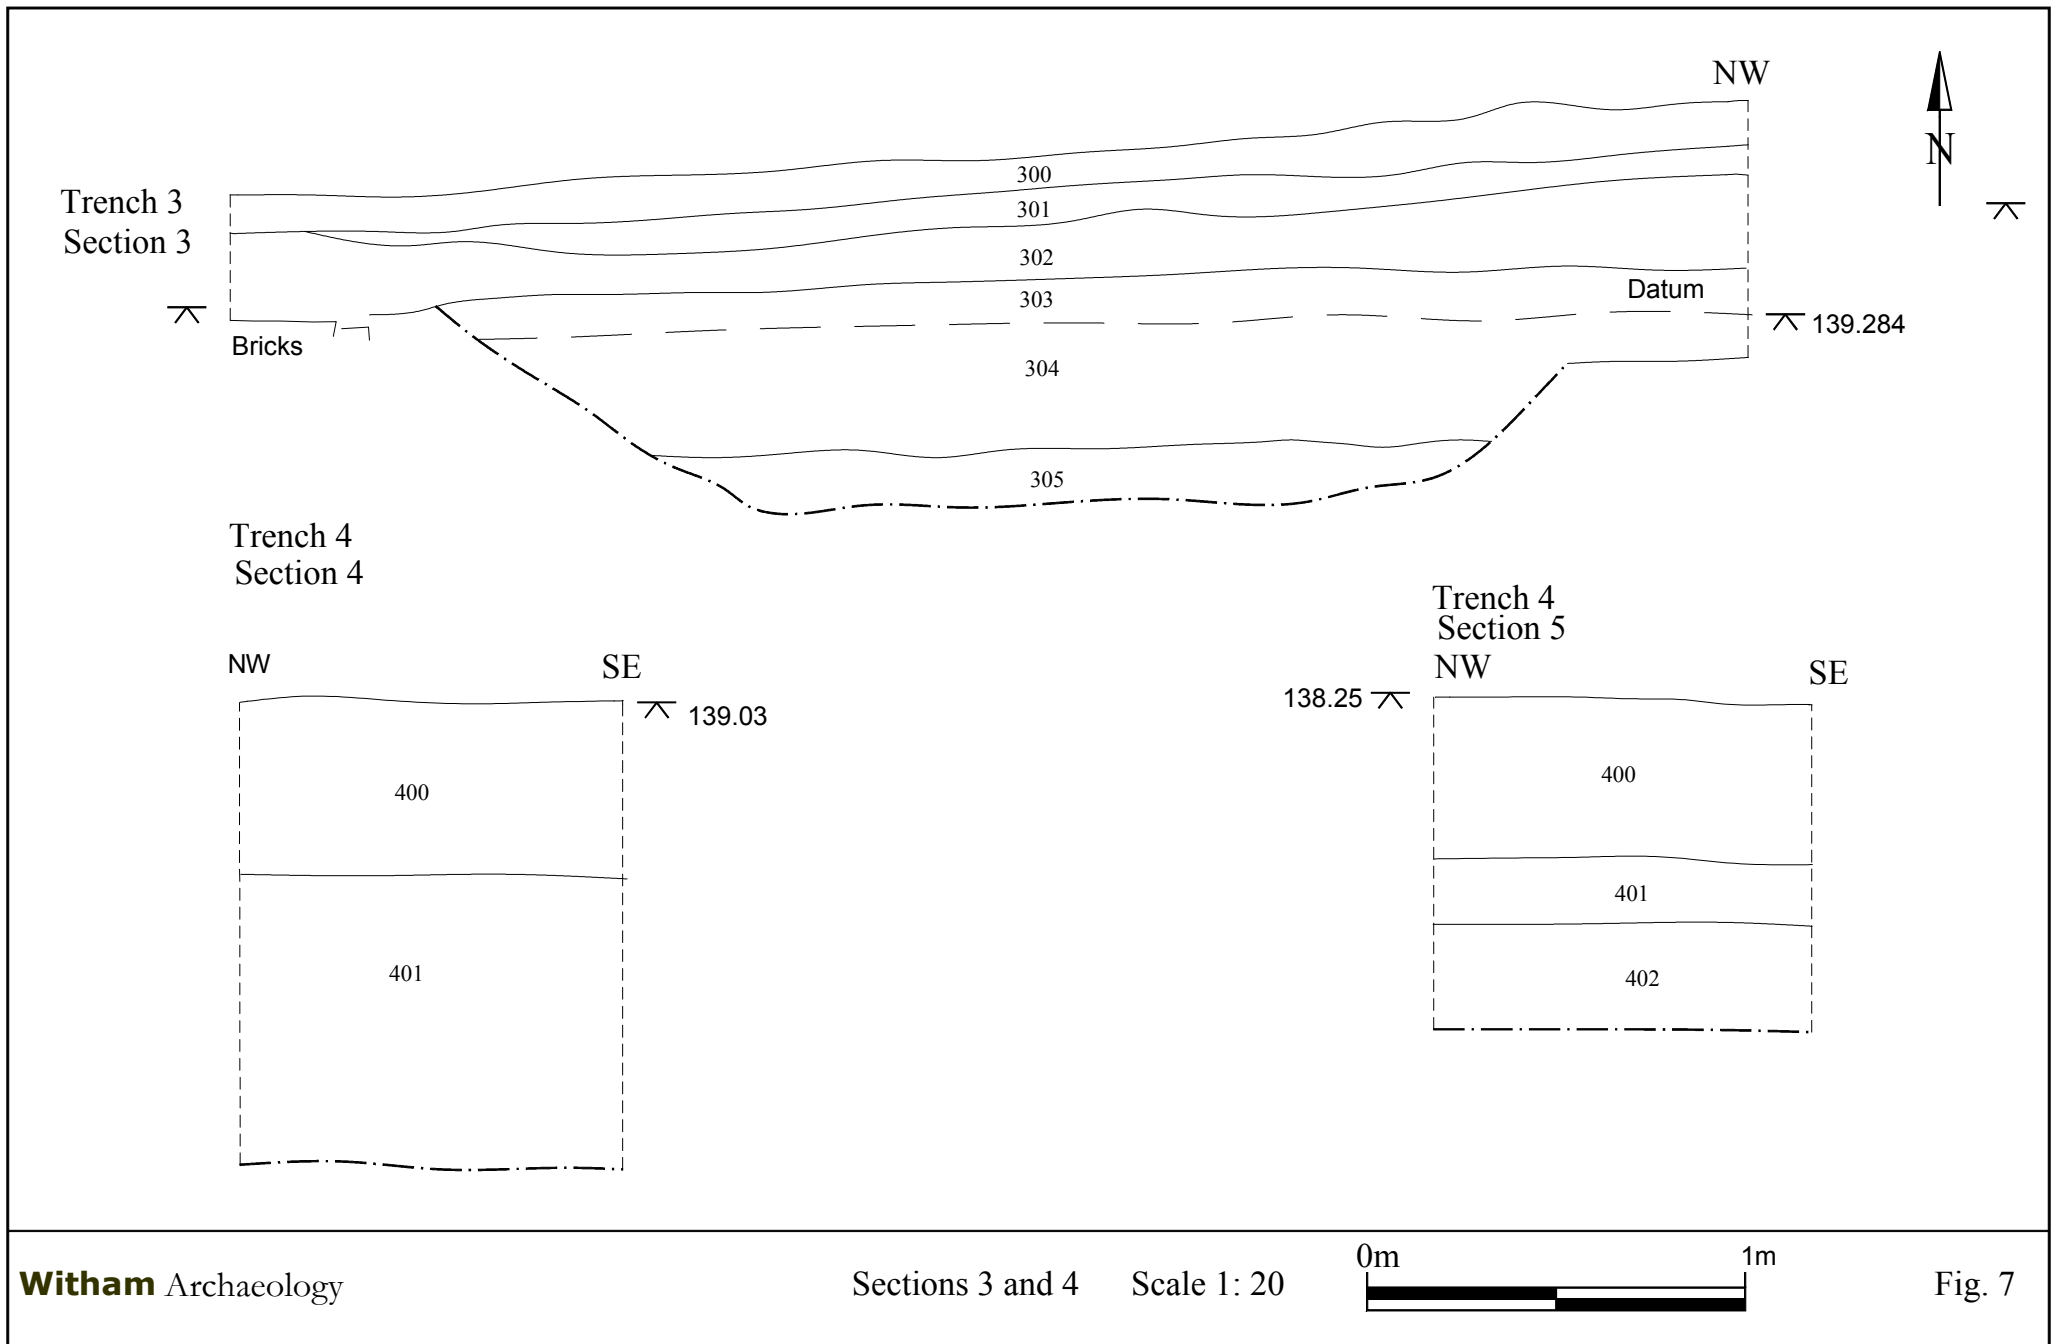 NW
N
Trench 3
Section 3
300
301
302
303
Datum
139.284
Bricks
304
305
Trench 4
Section 4
Trench 4
Section 5
NW
SE
NW
SE
139.03
138.25
400
400
401
401
402
Witham Archaeology
Sections 3 and 4 Scale 1: 20
0m
1m
Fig. 7